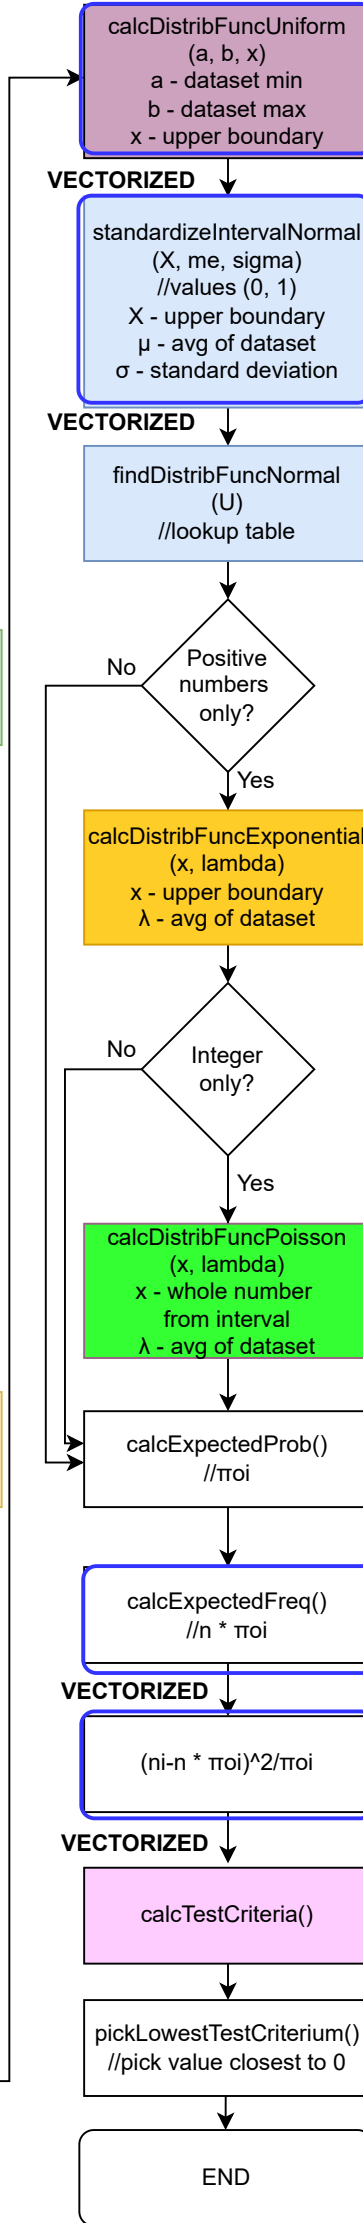 calcDistribFuncUniform
(a, b, x)
a - dataset min
b - dataset max
x - upper boundary
VECTORIZED
standardizeIntervalNormal
(X, me, sigma)
//values (0, 1)
X - upper boundary
μ - avg of dataset
σ - standard deviation
VECTORIZED
findDistribFuncNormal
(U)
//lookup table
No
Positive
numbers
only?
Yes
calcDistribFuncExponential
(x, lambda)
x - upper boundary
λ - avg of dataset
No
Integer
only?
Yes
calcDistribFuncPoisson
(x, lambda)
x - whole number
from interval
λ - avg of dataset
calcExpectedProb()
//πoi
calcExpectedFreq()
//n * πoi
VECTORIZED
(ni-n * πoi)^2/πoi
VECTORIZED
calcTestCriteria()
pickLowestTestCriterium()
//pick value closest to 0
END